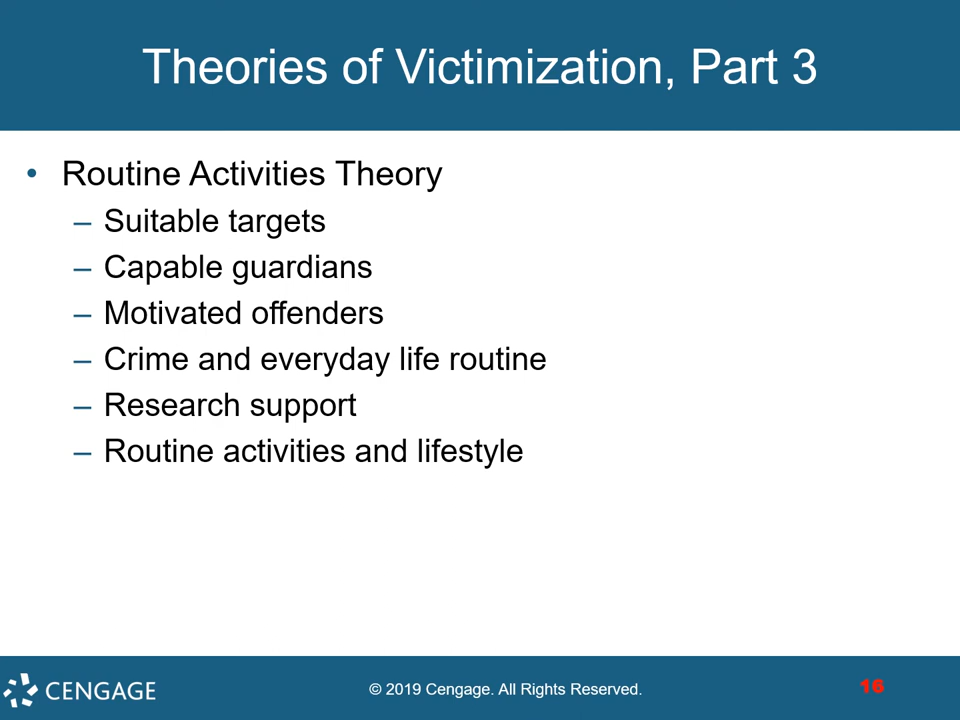 Theories of Victimization, Part 3
• Routine Activities Theory
– Suitable targets
– Capable guardians
– Motivated offenders
– Crime and everyday life routine
– Research support
– Routine activities and lifestyle
CENGAGE
© 2019 Cengage. All Rights Reserved.
16